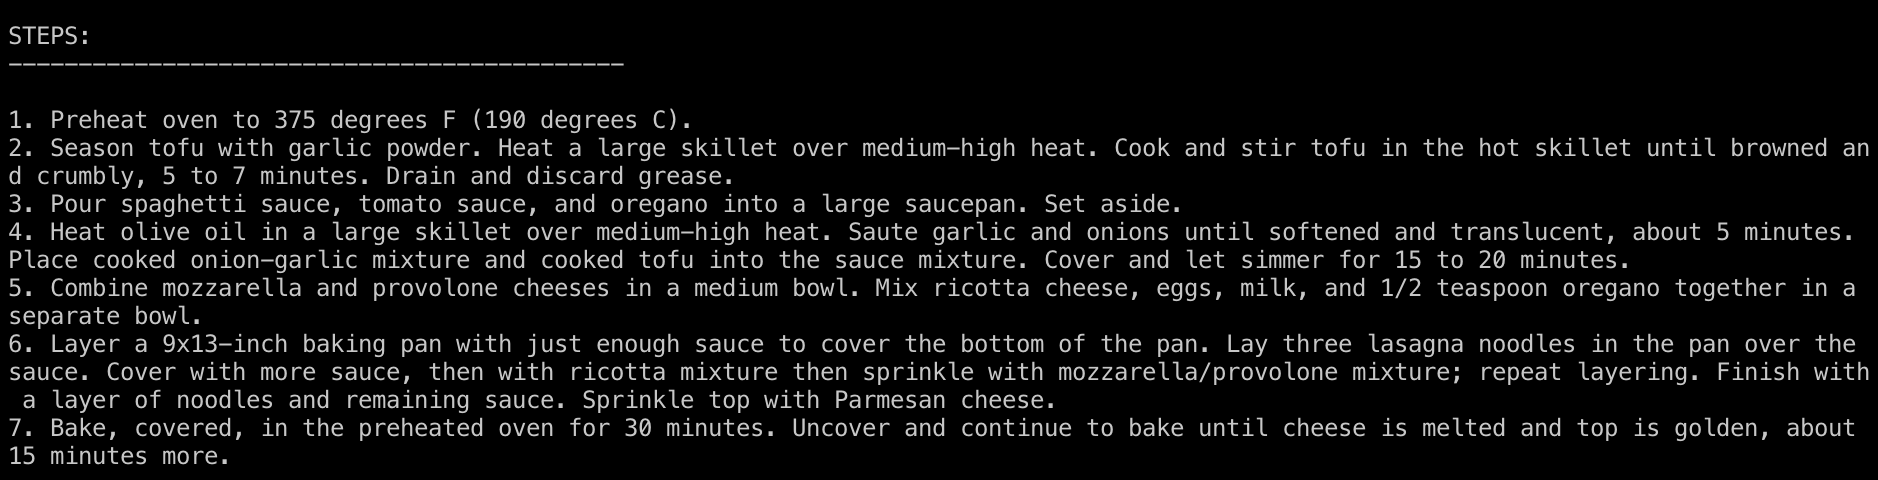 STEPS:
--------------------------------------------
1. Preheat oven to 375 degrees F (190 degrees C).
2. Season tofu with garlic powder. Heat a large skillet over medium-high heat. Cook and stir tofu in the hot skillet until browned an
d crumbly, 5 to 7 minutes. Drain and discard grease.
3. Pour spaghetti sauce, tomato sauce, and oregano into a large saucepan. Set aside.
4. Heat olive oil in a large skillet over medium-high heat. Saute garlic and onions until softened and translucent, about 5 minutes.
Place cooked onion-garlic mixture and cooked tofu into the sauce mixture. Cover and let simmer for 15 to 20 minutes.
5. Combine mozzarella and provolone cheeses in a medium bowl. Mix ricotta cheese, eggs, milk, and 1/2 teaspoon oregano together in a
separate bowl.
6. Layer a 9x13-inch baking pan with just enough sauce to cover the bottom of the pan. Lay three lasagna noodles in the pan over the
sauce. Cover with more sauce, then with ricotta mixture then sprinkle with mozzarella/provolone mixture; repeat layering. Finish with
 a layer of noodles and remaining sauce. Sprinkle top with Parmesan cheese.
7. Bake, covered, in the preheated oven for 30 minutes. Uncover and continue to bake until cheese is melted and top is golden, about
15 minutes more.